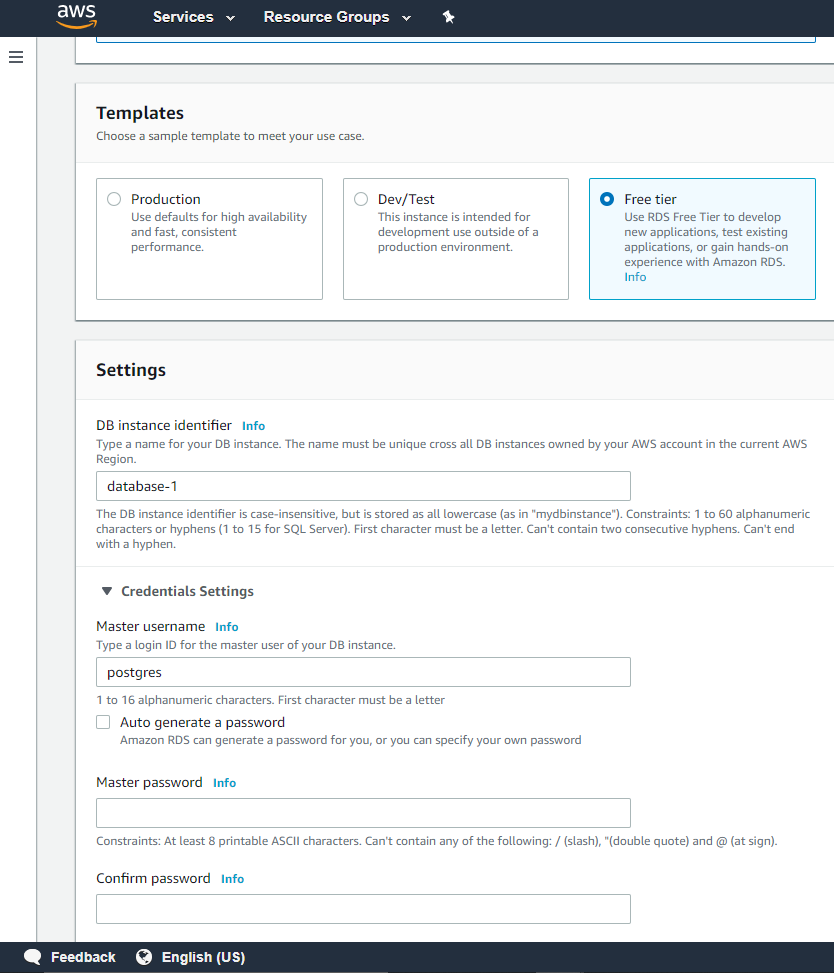 aws
Services
Resource Groups
Templates
Choose a sample template to meet your use case.
Production
Use defaults for high availability
and fast, consistent
performance.
Dev/Test
This instance is intended for
development use outside of a
production environment.
Free tier
Use RDS Free Tier to develop
new applications, test existing
applications, or gain hands-on
experience with Amazon RDS.
Info
Settings
DB instance identifier Info
Type a name for your DB instance. The name must be unique cross all DB instances owned by your AWS account in the current AWS
Region.
database-1
The DB instance identifier is case-insensitive, but is stored as all lowercase (as in "mydbinstance"). Constraints: 1 to 60 alphanumeric
characters or hyphens (1 to 15 for SQL Server). First character must be a letter. Can't contain two consecutive hyphens. Can't end
with a hyphen.
Credentials Settings
Master username Info
Type a login ID for the master user of your DB instance.
postgres
1 to 16 alphanumeric characters. First character must be a letter
Auto generate a password
Amazon RDS can generate a password for you, or you can specify your own password
Master password Info
Constraints: At least 8 printable ASCII characters. Can't contain any of the following: / (slash), "(double quote) and @ (at sign).
Confirm password Info
Feedback
English (US)